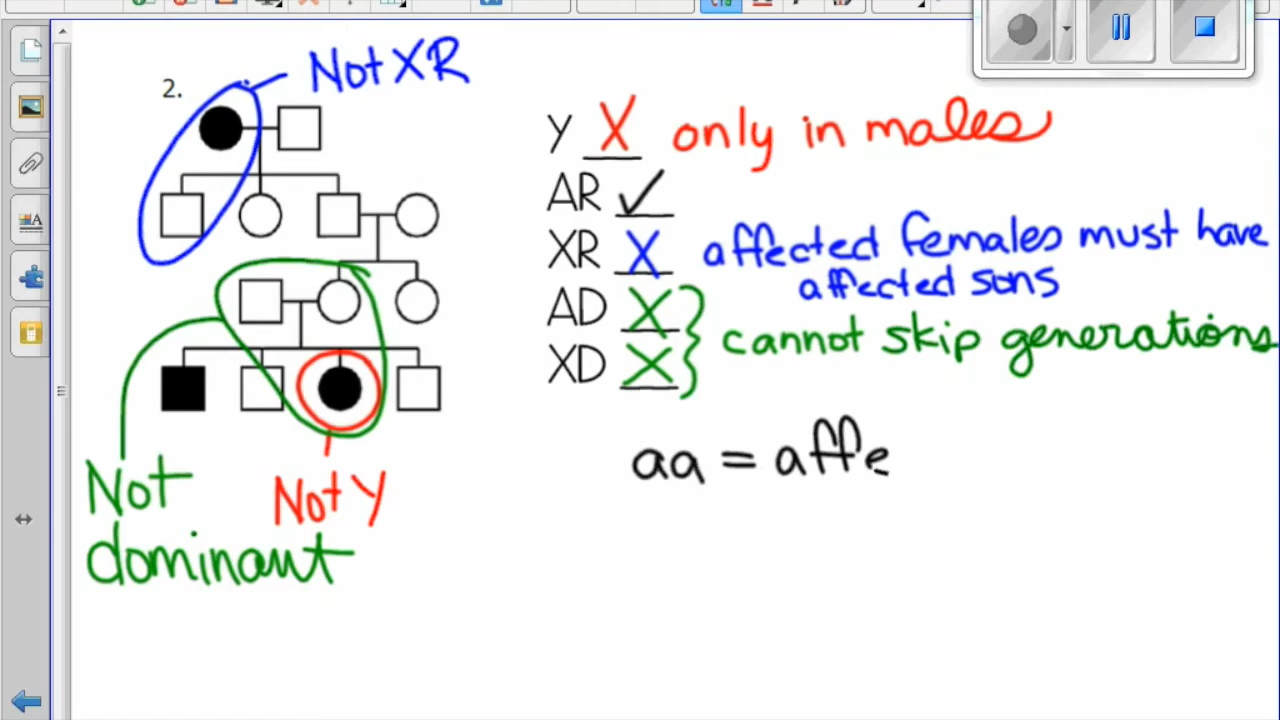 2.
Not XR
Y X only in males
AR ✓
XR X affected females must have
affected sons
AD X
cannot skip generations
XD X
aa = affe
Not
dominant
Not Y